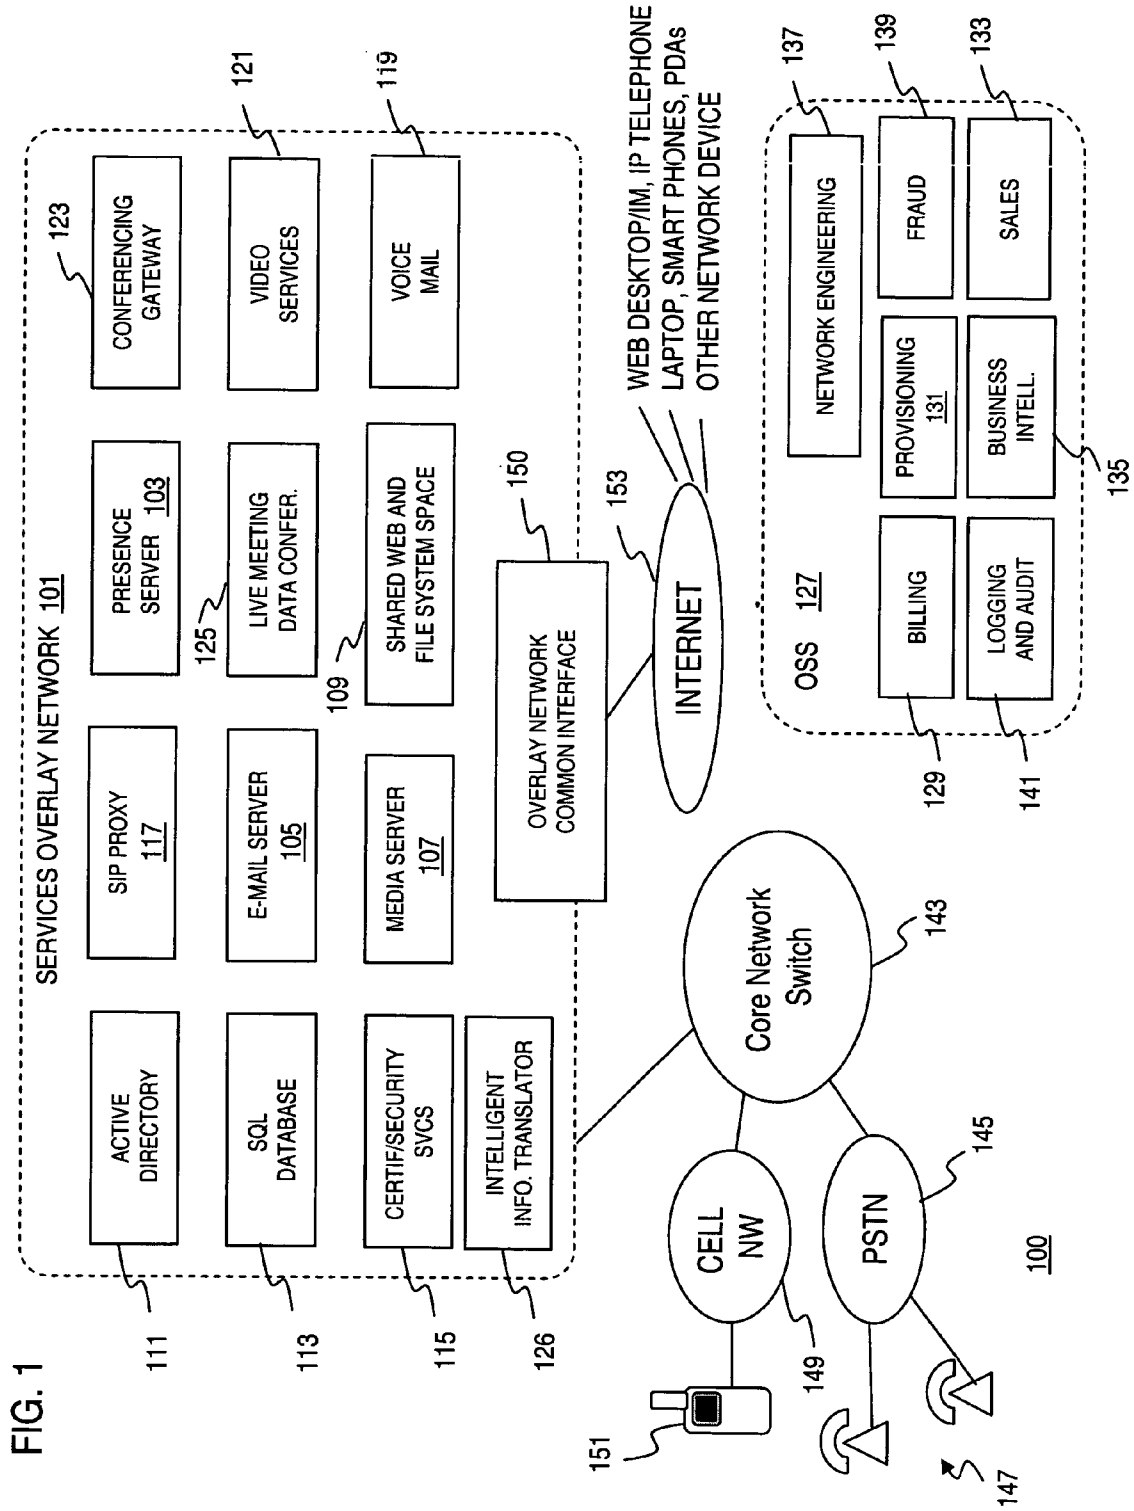 FIG. 1
SERVICES OVERLAY NETWORK 101
111
ACTIVE
DIRECTORY
SIP PROXY
117
PRESENCE
SERVER 103
CONFERENCING
GATEWAY
123
113
SQL
DATABASE
E-MAIL SERVER
105
125
LIVE MEETING
DATA CONFER.
VIDEO
SERVICES
121
115
CERTIF/SECURITY
SVCS
MEDIA SERVER
107
109
SHARED WEB AND
FILE SYSTEM SPACE
VOICE
MAIL
119
126
INTELLIGENT
INFO. TRANSLATOR
OVERLAY NETWORK
COMMON INTERFACE
150
151
CELL
NW
149
Core Network
Switch
143
INTERNET
153
WEB DESKTOP/IM, IP TELEPHONE
LAPTOP, SMART PHONES, PDAs
OTHER NETWORK DEVICE
147
PSTN
145
100
OSS 127
NETWORK ENGINEERING
137
129
BILLING
PROVISIONING
131
FRAUD
139
141
LOGGING
AND AUDIT
BUSINESS
INTELL.
135
SALES
133